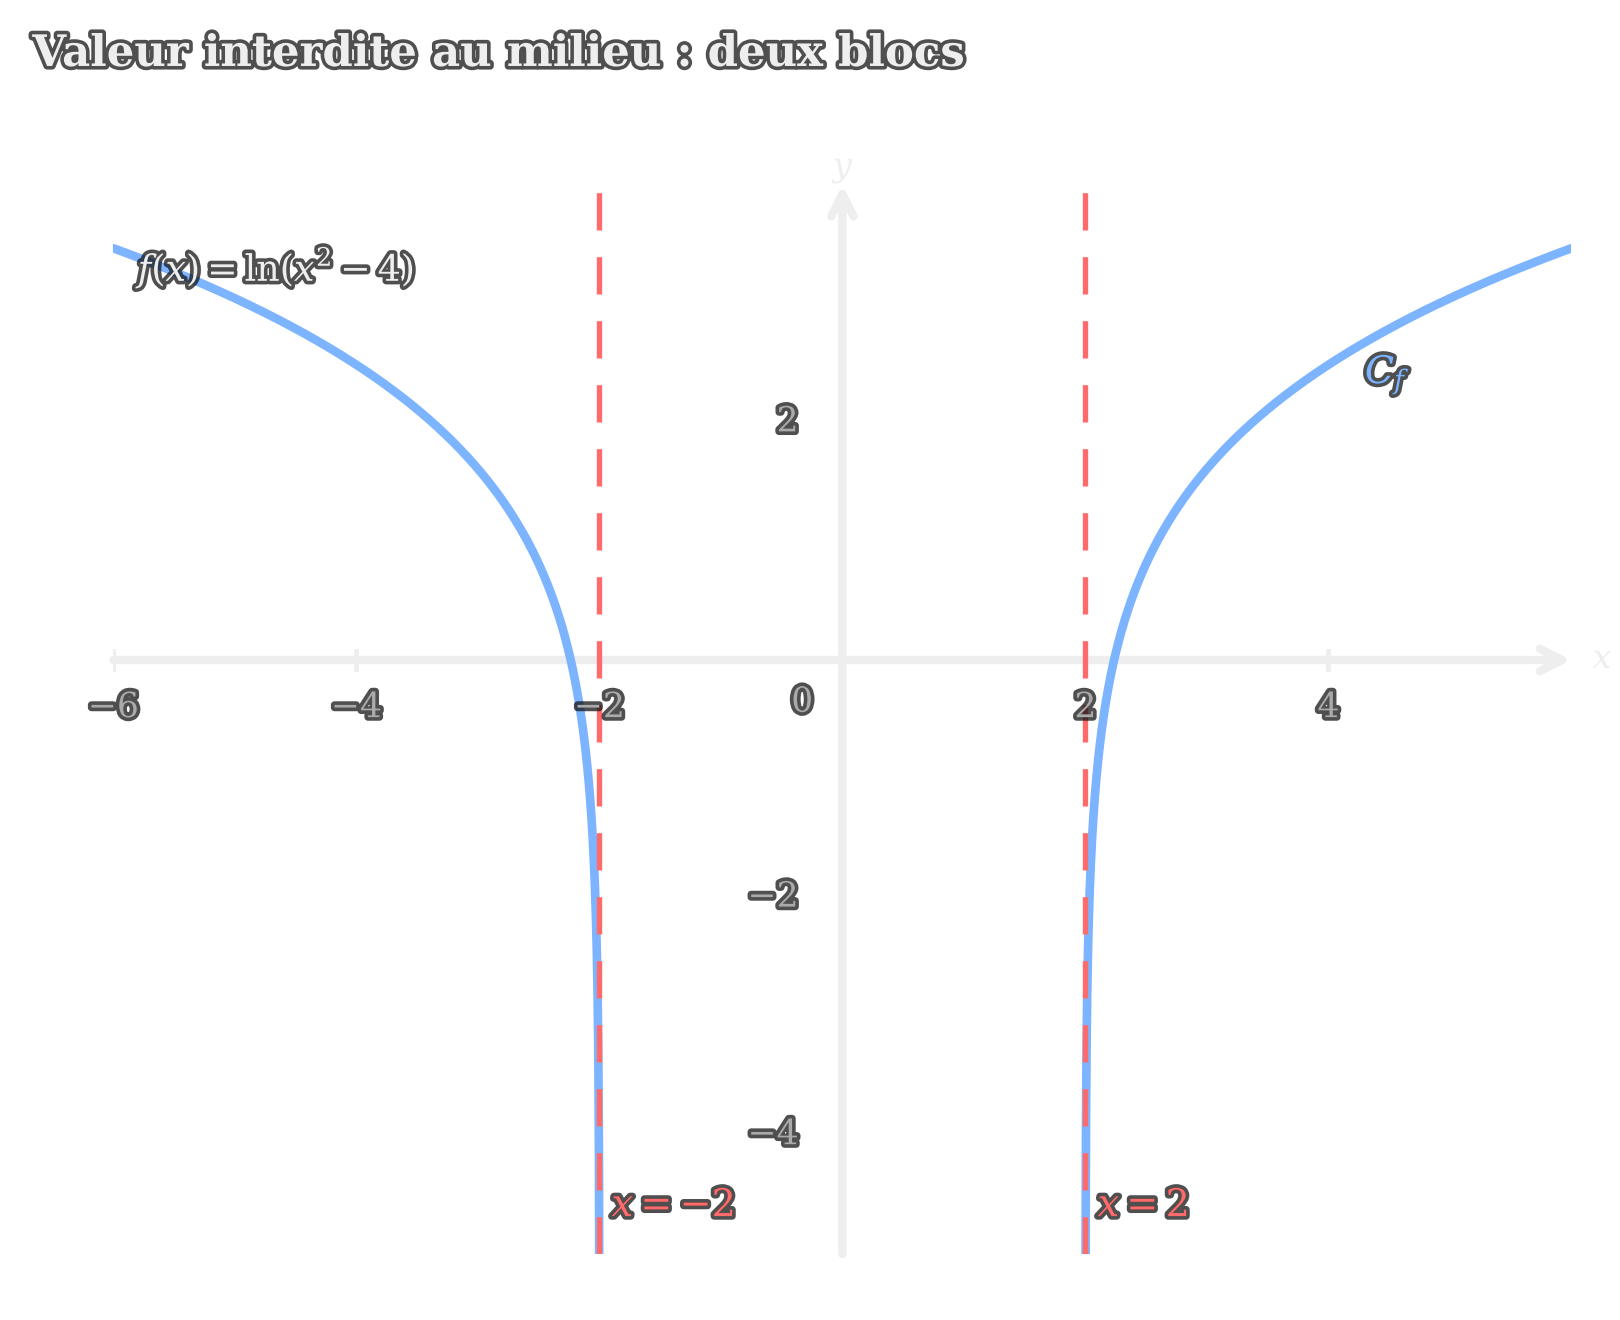 Valeur interdite au milieu : deux blocs
y
f(x) = ln(x² − 4)
C_f
2
x
−6 −4 −2 0 2 4
−2
−4
x = −2 x = 2